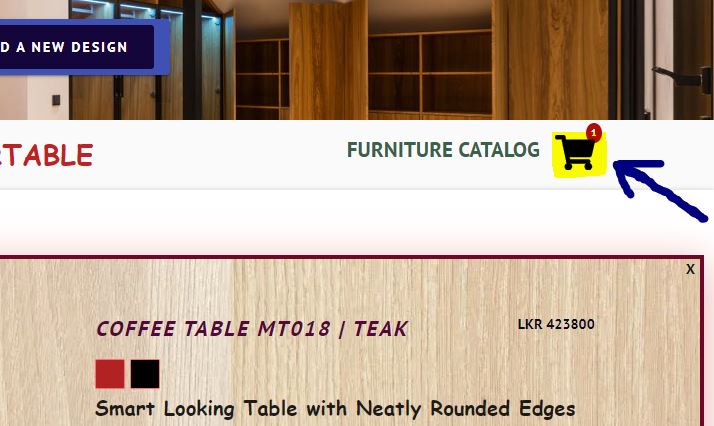 D A NEW DESIGN
TABLE
FURNITURE CATALOG
1
X
COFFEE TABLE MT018 | TEAK
LKR 423800
Smart Looking Table with Neatly Rounded Edges